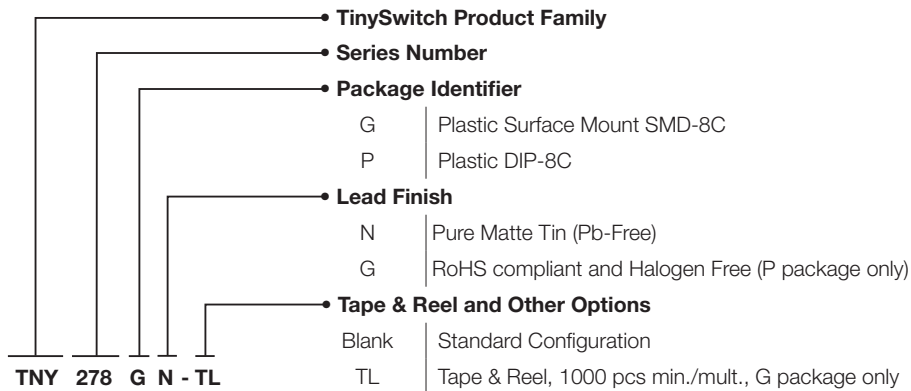 TinySwitch Product Family
Series Number
Package Identifier
G Plastic Surface Mount SMD-8C
P Plastic DIP-8C
Lead Finish
N Pure Matte Tin (Pb-Free)
G RoHS compliant and Halogen Free (P package only)
Tape & Reel and Other Options
Blank Standard Configuration
TNY 278 G N - TL TL Tape & Reel, 1000 pcs min./mult., G package only